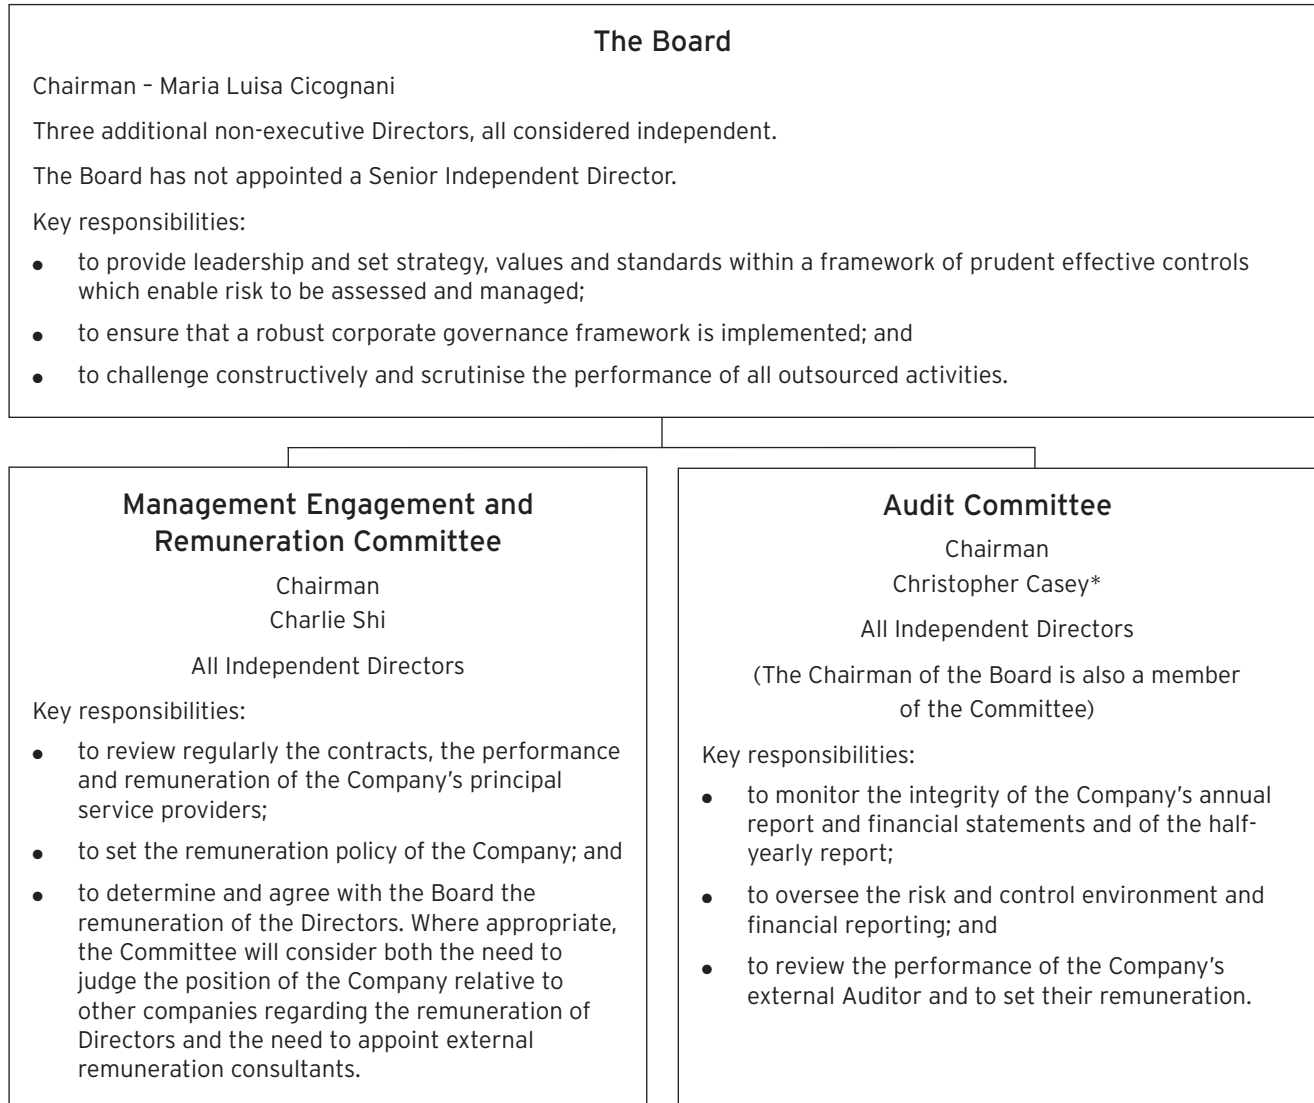 The Board
Chairman – Maria Luisa Cicognani
Three additional non-executive Directors, all considered independent.
The Board has not appointed a Senior Independent Director.
Key responsibilities:
● to provide leadership and set strategy, values and standards within a framework of prudent effective controls
which enable risk to be assessed and managed;
● to ensure that a robust corporate governance framework is implemented; and
● to challenge constructively and scrutinise the performance of all outsourced activities.
Management Engagement and
Remuneration Committee
Chairman
Charlie Shi
All Independent Directors
Key responsibilities:
● to review regularly the contracts, the performance
and remuneration of the Company's principal
service providers;
● to set the remuneration policy of the Company; and
● to determine and agree with the Board the
remuneration of the Directors. Where appropriate,
the Committee will consider both the need to
judge the position of the Company relative to
other companies regarding the remuneration of
Directors and the need to appoint external
remuneration consultants.
Audit Committee
Chairman
Christopher Casey*
All Independent Directors
(The Chairman of the Board is also a member
of the Committee)
Key responsibilities:
● to monitor the integrity of the Company's annual
report and financial statements and of the half-
yearly report;
● to oversee the risk and control environment and
financial reporting; and
● to review the performance of the Company's
external Auditor and to set their remuneration.